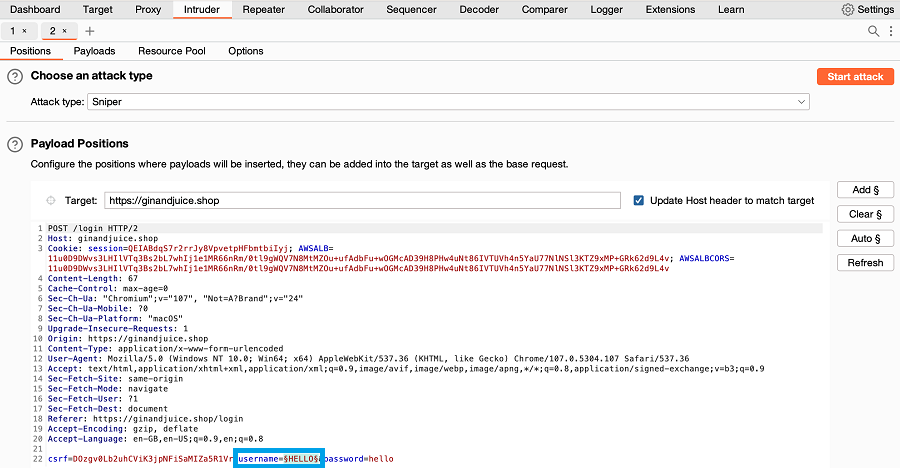 Dashboard Target Proxy Intruder Repeater Collaborator Sequencer Decoder Comparer Logger Extensions Learn Settings
1 × 2 × +
Positions Payloads Resource Pool Options
? Choose an attack type Start attack
Attack type: Sniper
? Payload Positions
Configure the positions where payloads will be inserted, they can be added into the target as well as the base request.
Target: https://ginandjuice.shop Update Host header to match target
Add §
Clear §
Auto §
Refresh
1 POST /login HTTP/2
2 Host: ginandjuice.shop
3 Cookie: session=QEIABdqS7r2rrJy8VpvetpHFbmtbiIyj; AWSALB=
11u0D9DWvs3LHIlVTq3Bs2bL7whIj1e1MR66nRm/0tl9gWQV7N8MtMZOu+ufAdbFu+wOGMcAD39H8PHw4uNt86IVTUVh4n5YaU77NlNSl3KTZ9xMP+GRk62d9L4v; AWSALBCORS=
11u0D9DWvs3LHIlVTq3Bs2bL7whIj1e1MR66nRm/0tl9gWQV7N8MtMZOu+ufAdbFu+wOGMcAD39H8PHw4uNt86IVTUVh4n5YaU77NlNSl3KTZ9xMP+GRk62d9L4v
4 Content-Length: 67
5 Cache-Control: max-age=0
6 Sec-Ch-Ua: "Chromium";v="107", "Not=A?Brand";v="24"
7 Sec-Ch-Ua-Mobile: ?0
8 Sec-Ch-Ua-Platform: "macOS"
9 Upgrade-Insecure-Requests: 1
10 Origin: https://ginandjuice.shop
11 Content-Type: application/x-www-form-urlencoded
12 User-Agent: Mozilla/5.0 (Windows NT 10.0; Win64; x64) AppleWebKit/537.36 (KHTML, like Gecko) Chrome/107.0.5304.107 Safari/537.36
13 Accept: text/html,application/xhtml+xml,application/xml;q=0.9,image/avif,image/webp,image/apng,*/*;q=0.8,application/signed-exchange;v=b3;q=0.9
14 Sec-Fetch-Site: same-origin
15 Sec-Fetch-Mode: navigate
16 Sec-Fetch-User: ?1
17 Sec-Fetch-Dest: document
18 Referer: https://ginandjuice.shop/login
19 Accept-Encoding: gzip, deflate
20 Accept-Language: en-GB,en-US;q=0.9,en;q=0.8
21
22 csrf=DOzgv0Lb2uhCViK3jpNFiSaMIZa5R1Vr username=§HELLO§&password=hello